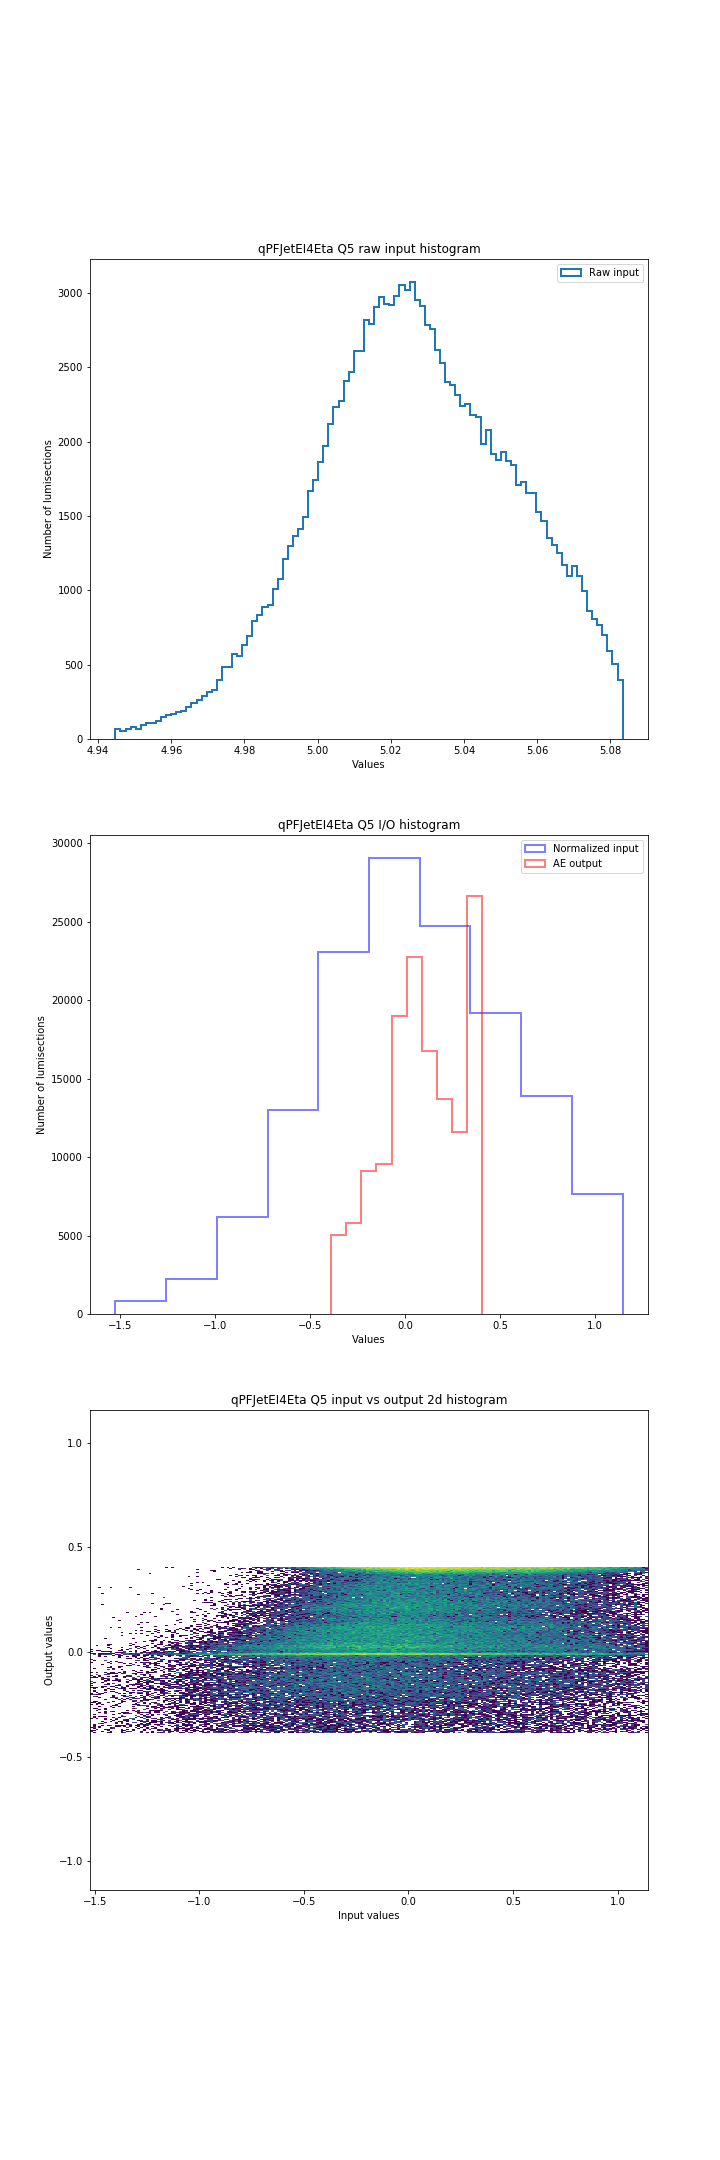 qPFJetEI4Eta Q5 raw input histogram
Raw input
3000
2500
2000
1500
1000
500
0
Number of lumisections
4.94 4.96 4.98 5.00 5.02 5.04 5.06 5.08
Values
qPFJetEI4Eta Q5 I/O histogram
Normalized input
AE output
30000
25000
20000
15000
10000
5000
0
Number of lumisections
−1.5 −1.0 −0.5 0.0 0.5 1.0
Values
qPFJetEI4Eta Q5 input vs output 2d histogram
1.0
0.5
0.0
−0.5
−1.0
Output values
−1.5 −1.0 −0.5 0.0 0.5 1.0
Input values